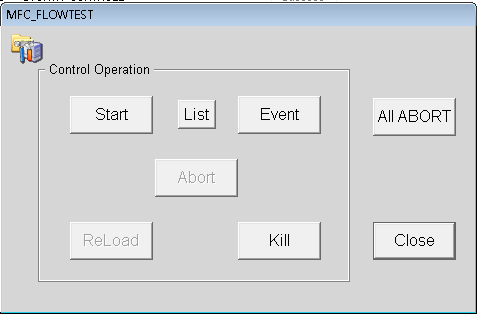 MFC_FLOWTEST
Control Operation
Start
List
Event
All ABORT
Abort
ReLoad
Kill
Close